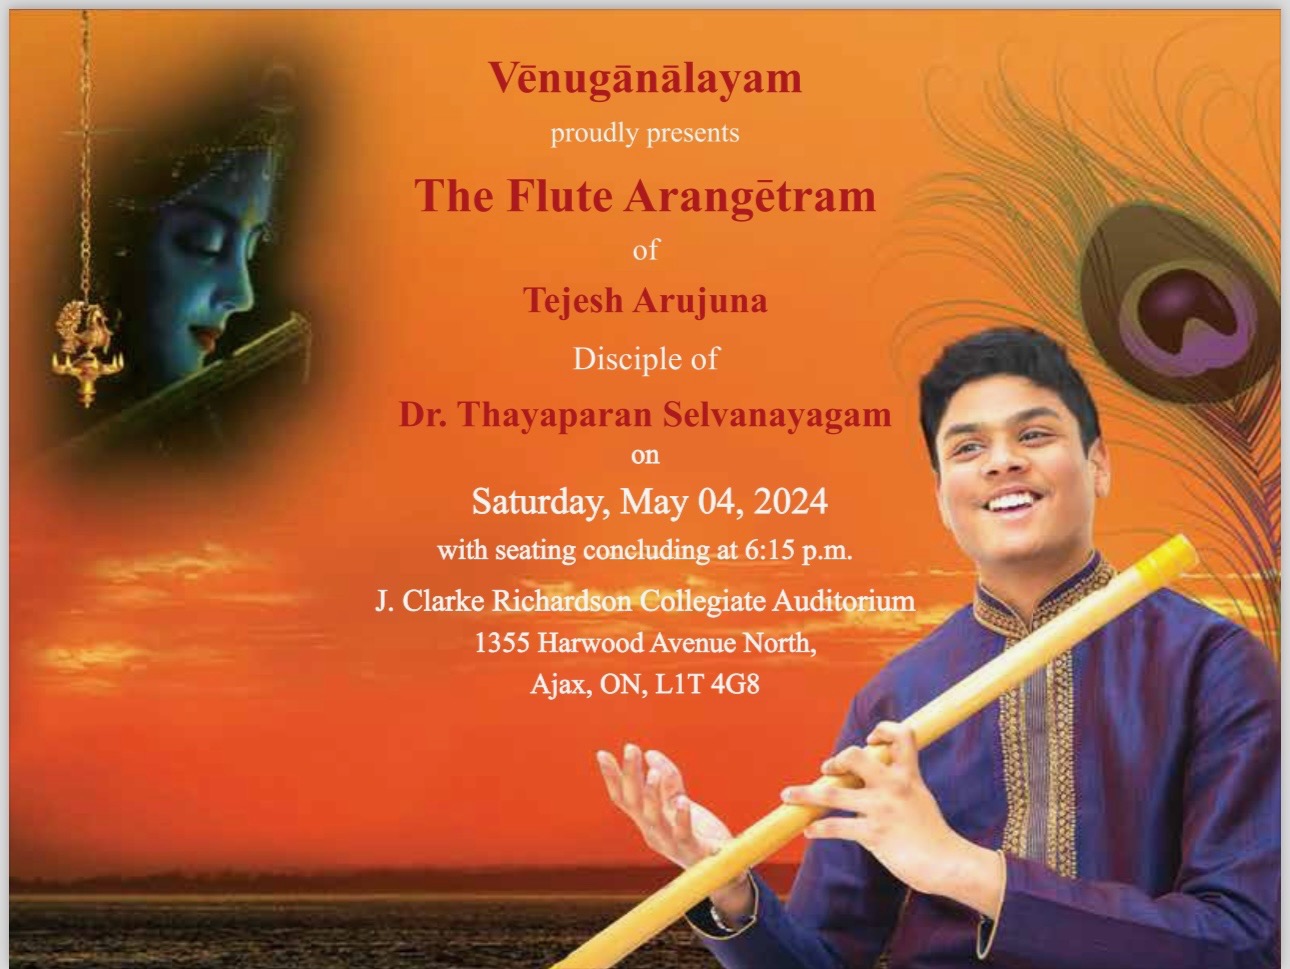 Vēnugānālayam
proudly presents
The Flute Arangētram
of
Tejesh Arujuna
Disciple of
Dr. Thayaparan Selvanayagam
on
Saturday, May 04, 2024
with seating concluding at 6:15 p.m.
J. Clarke Richardson Collegiate Auditorium
1355 Harwood Avenue North,
Ajax, ON, L1T 4G8